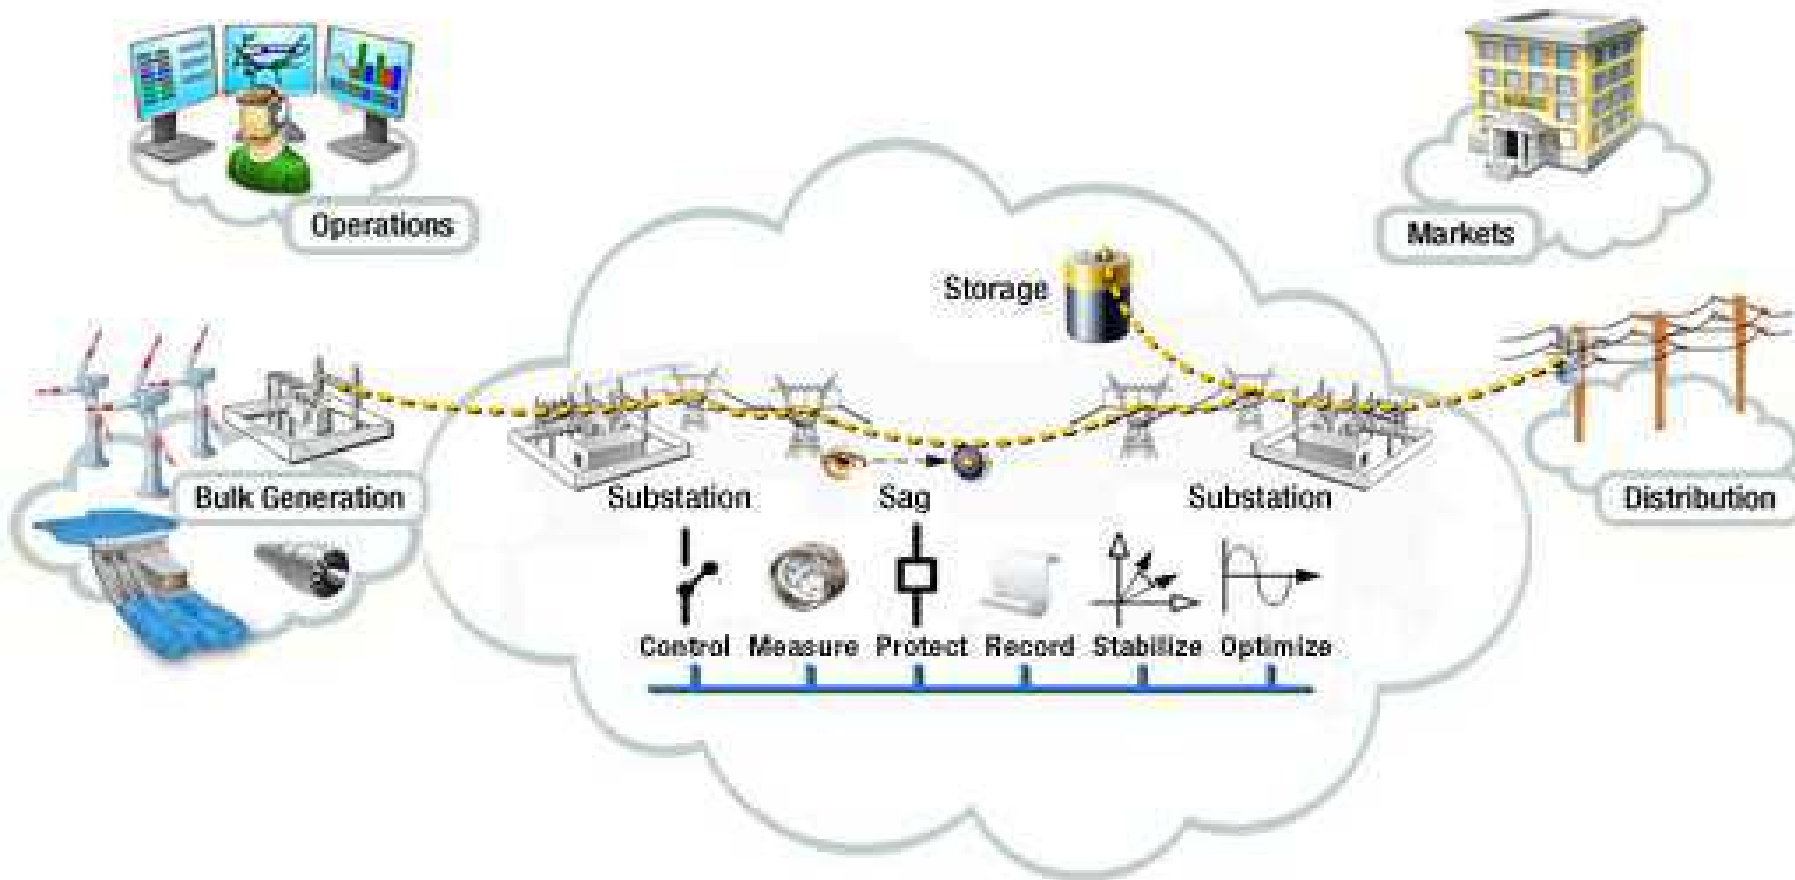 Operations
Markets
Storage
Bulk Generation
Substation
Sag
Substation
Distribution
Control
Measure
Protect
Record
Stabilize
Optimize